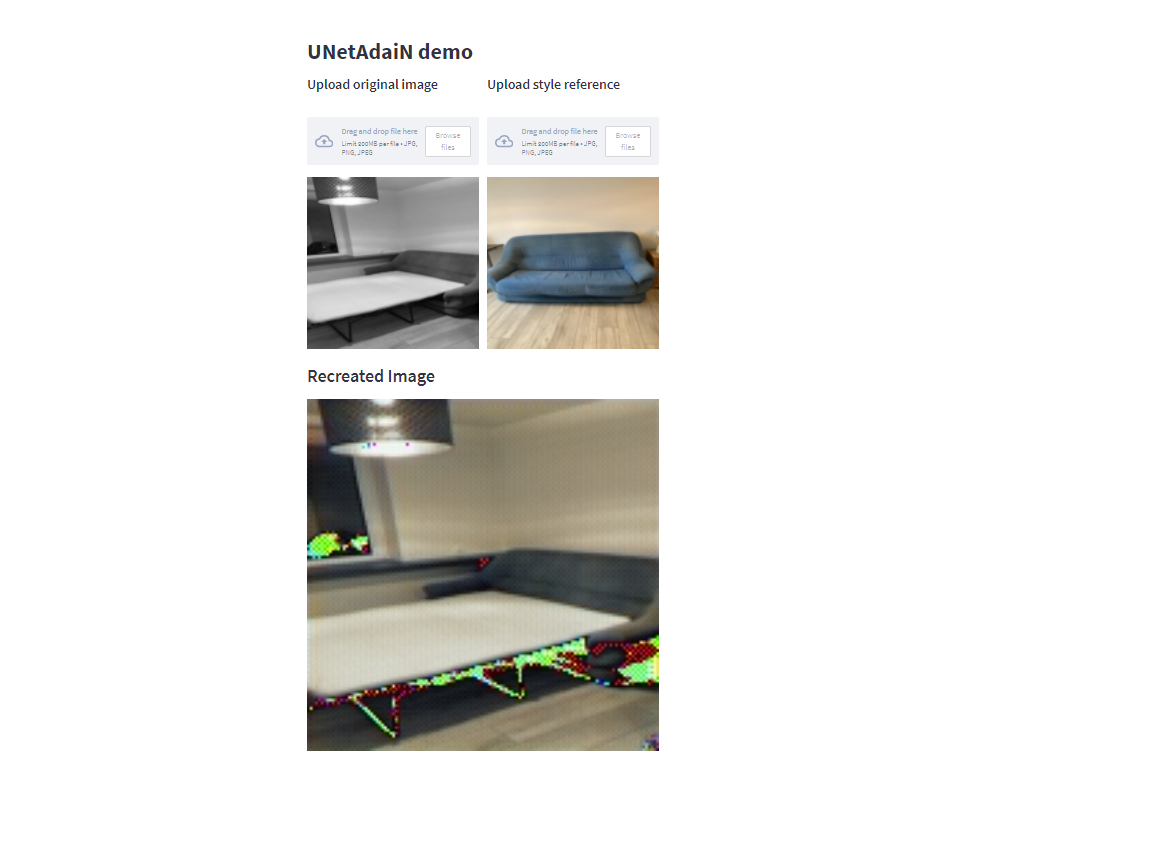 UNetAdaiN demo
Upload original image
Upload style reference
Drag and drop file here
Limit 200MB per file • JPG,
PNG, JPEG
Browse
files
Drag and drop file here
Limit 200MB per file • JPG,
PNG, JPEG
Browse
files
Recreated Image